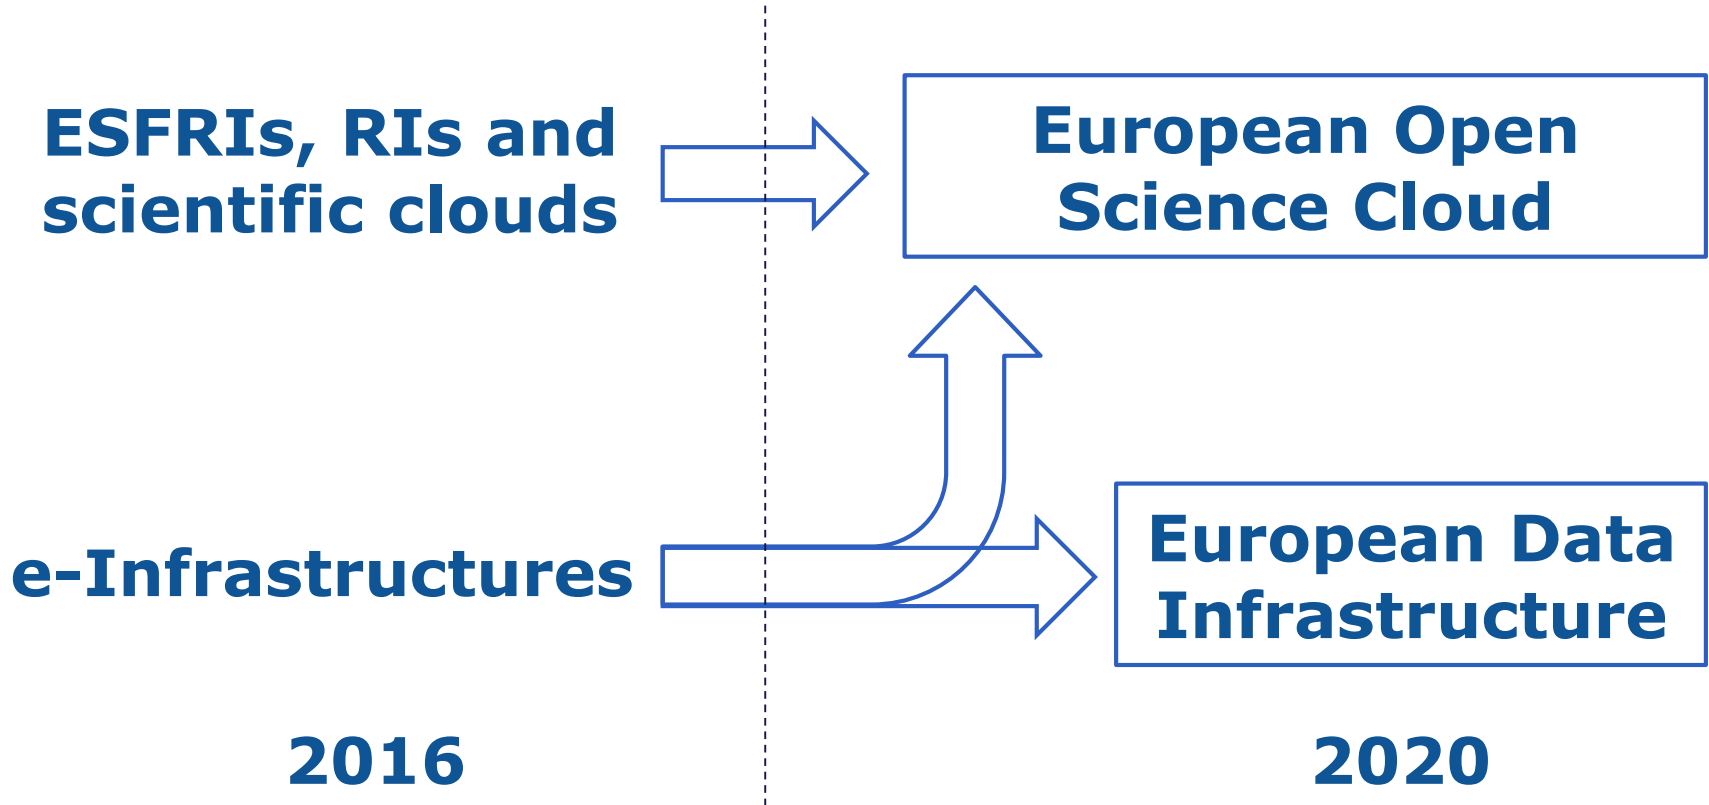 ESFRIs, RIs and
scientific clouds
European Open
Science Cloud
e-Infrastructures
European Data
Infrastructure
2016
2020